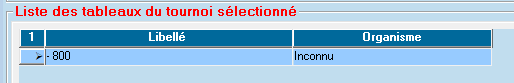 Liste des tableaux du tournoi sélectionné
1 Libellé Organisme
- 800 Inconnu